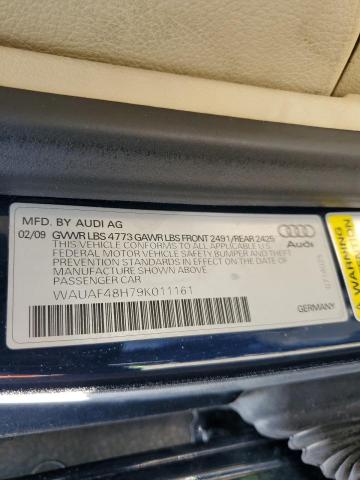 MFD. BY AUDI AG
02/09 GVWR LBS 4773 GAWR LBS FRONT 2491/REAR 2425
THIS VEHICLE CONFORMS TO ALL APPLICABLE U.S.
FEDERAL MOTOR VEHICLE SAFETY BUMPER AND THEFT
PREVENTION STANDARDS IN EFFECT ON THE DATE OF
MANUFACTURE SHOWN ABOVE.
PASSENGER CAR
WAUAF48H79K011161
Audi
GERMANY